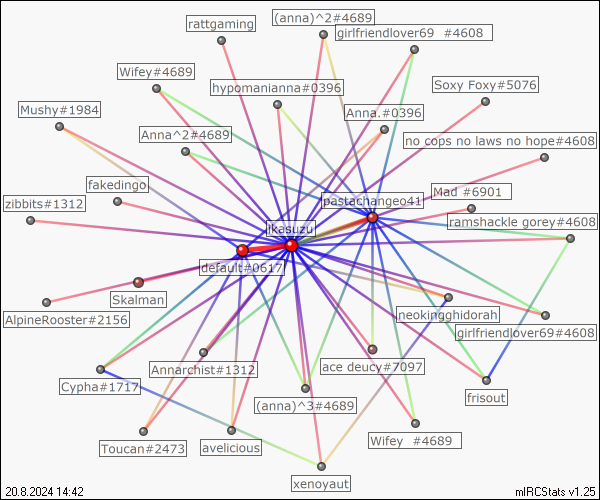 (anna)^2#4689
rattgaming
girlfriendlover69 #4608
Wifey#4689
hypomanianna#0396
Soxy Foxy#5076
Mushy#1984
Anna.#0396
Anna^2#4689
no cops no laws no hope#4608
fakedingo
Mad #6901
zibbits#1312
pastachangeo41
ramshackle gorey#4608
ikasuzu
default#0617
Skalman
AlpineRooster#2156
neokingghidorah
girlfriendlover69#4608
Annarchist#1312
ace deucy#7097
Cypha#1717
frisout
(anna)^3#4689
Wifey #4689
Toucan#2473
avelicious
xenoyaut
20.8.2024 14:42
mIRCStats v1.25